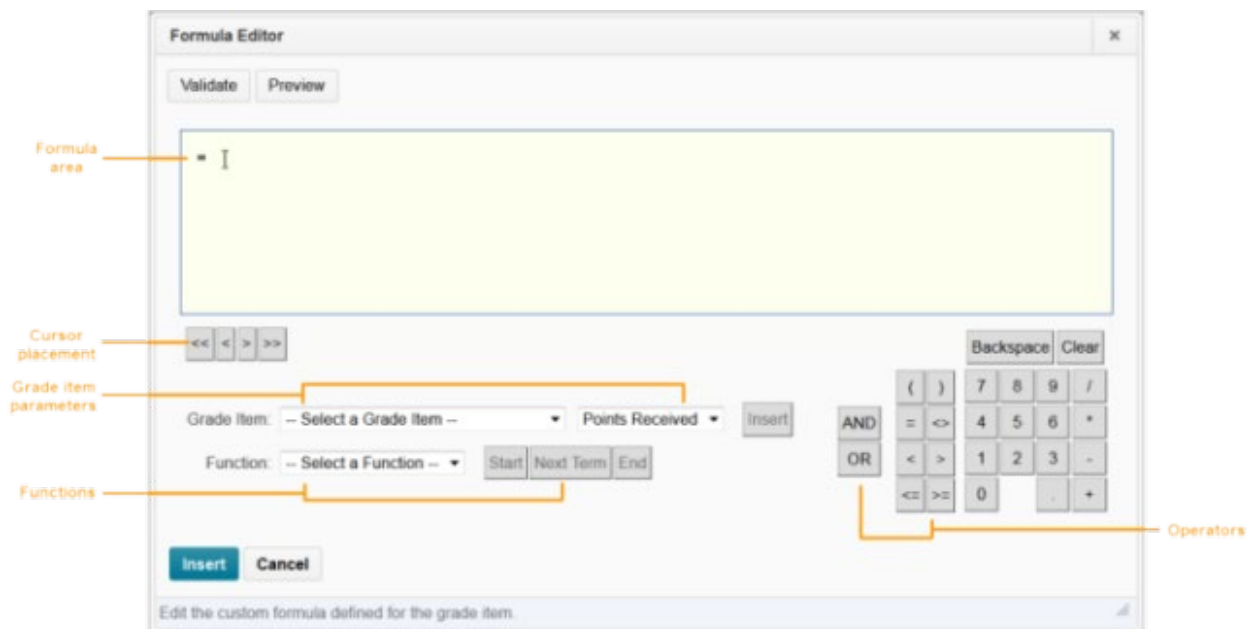 Formula Editor ×
Validate Preview
Formula
area
=
Cursor
placement
<< < > >>
Backspace Clear
Grade item
parameters
( ) 7 8 9 /
Grade Item: -- Select a Grade Item -- Points Received Insert
AND = <> 4 5 6 *
Function: -- Select a Function -- Start Next Term End
OR < > 1 2 3 -
Functions
<= >= 0 . +
Operators
Insert Cancel
Edit the custom formula defined for the grade item.